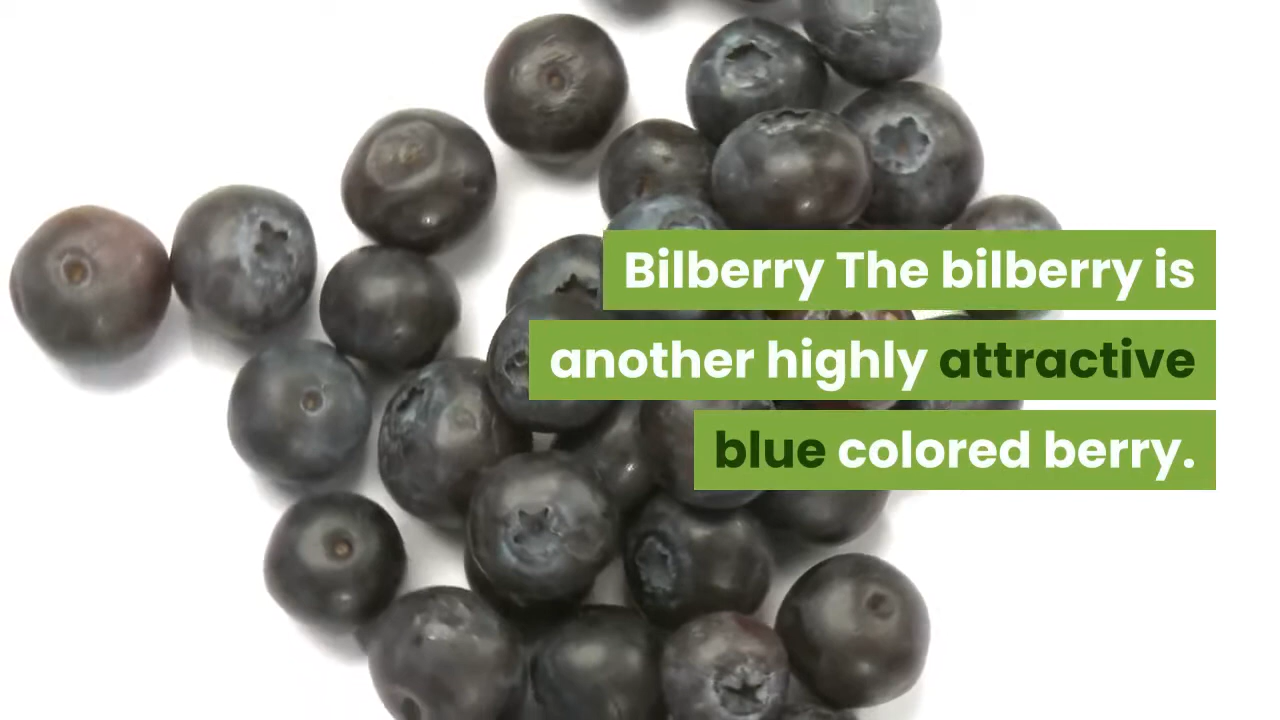 Bilberry The bilberry is
another highly attractive
blue colored berry.